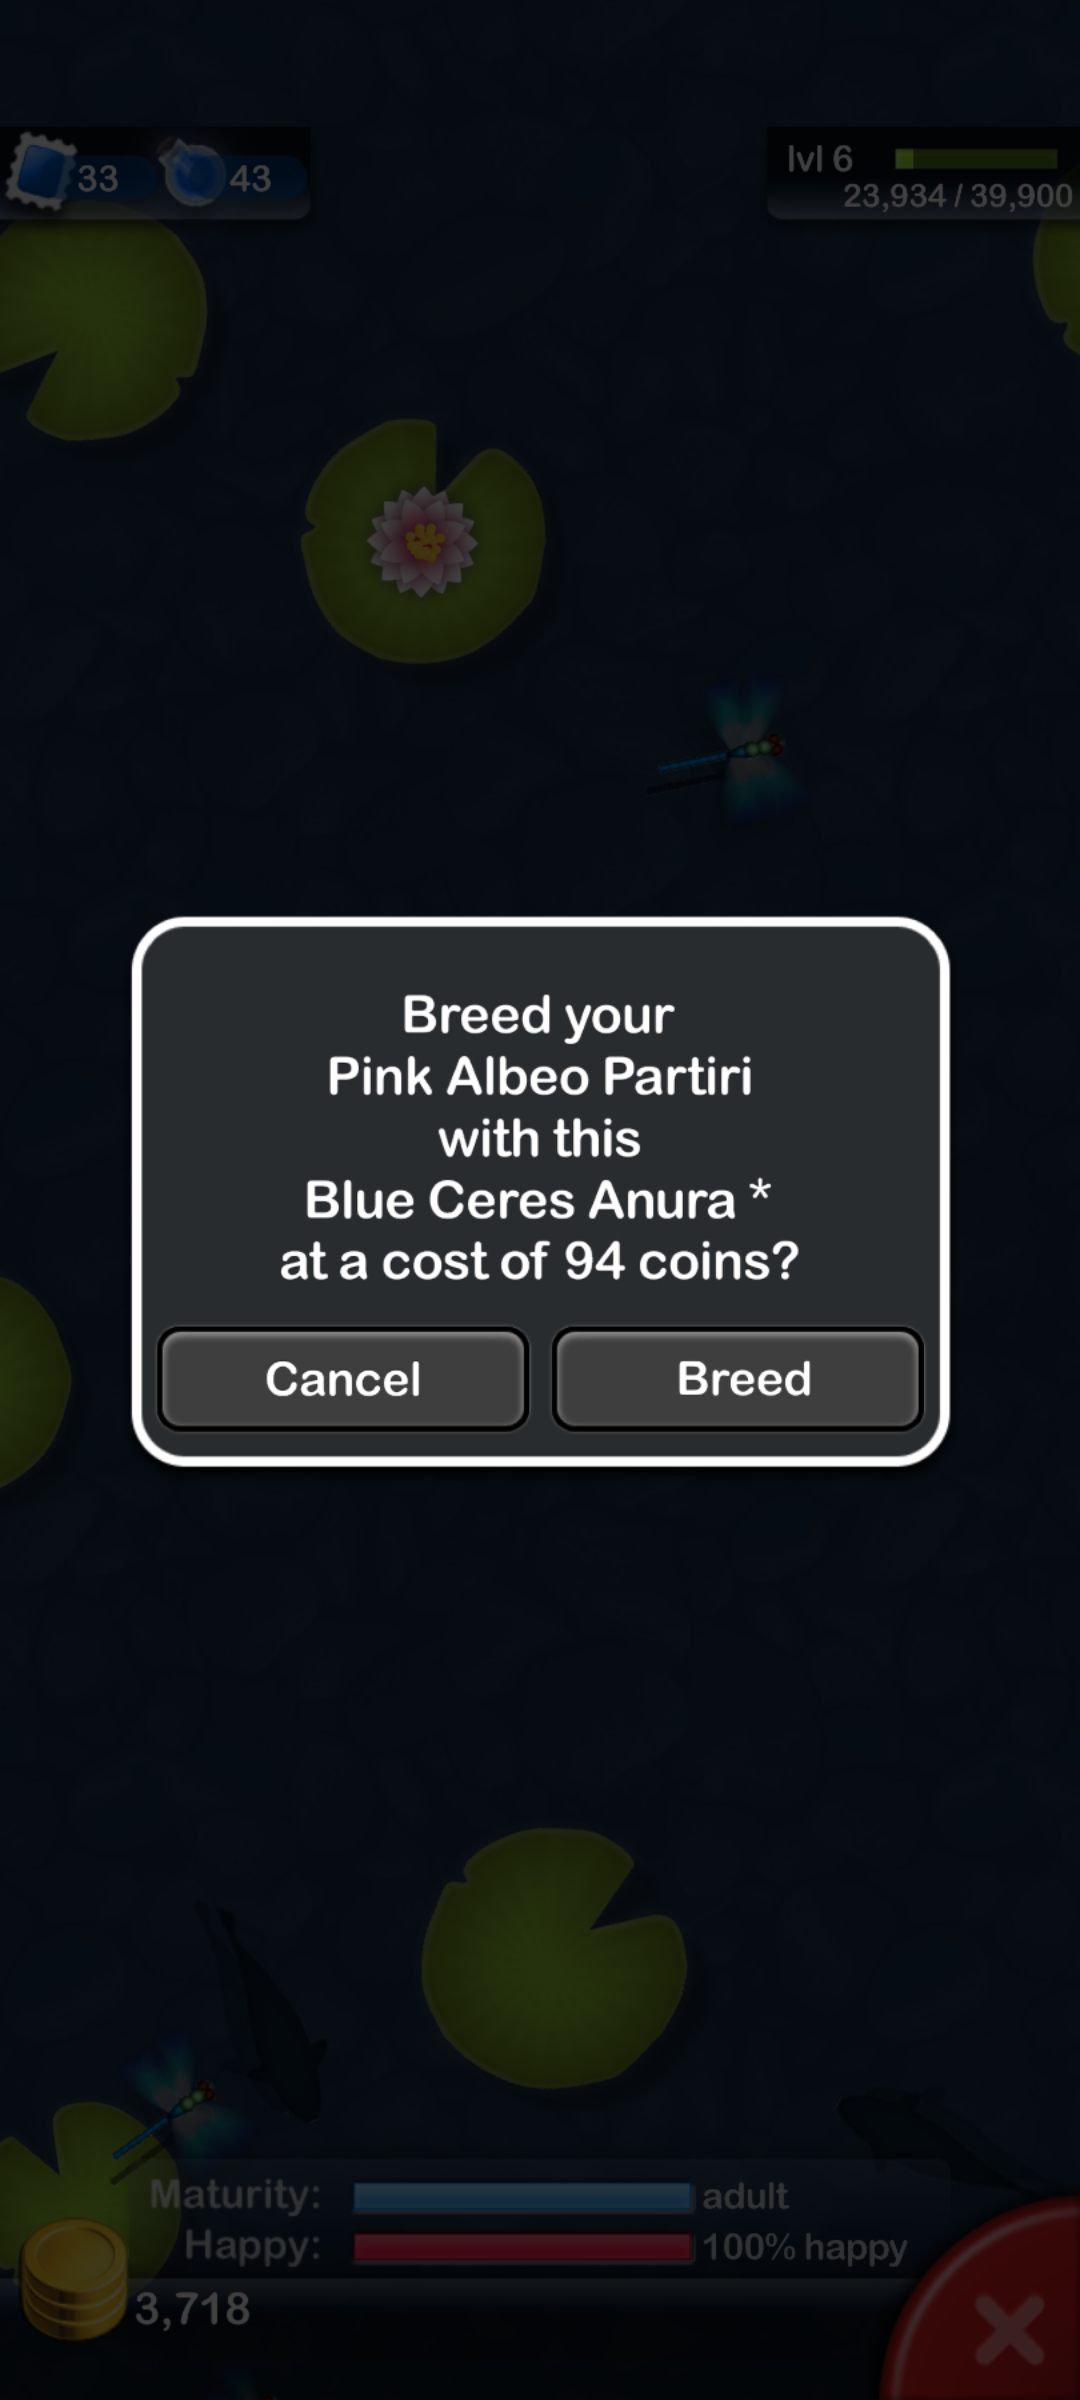 33
43
lvl 6
23,934 / 39,900
Breed your
Pink Albeo Partiri
with this
Blue Ceres Anura *
at a cost of 94 coins?
Cancel
Breed
Maturity:
adult
Happy:
100% happy
3,718